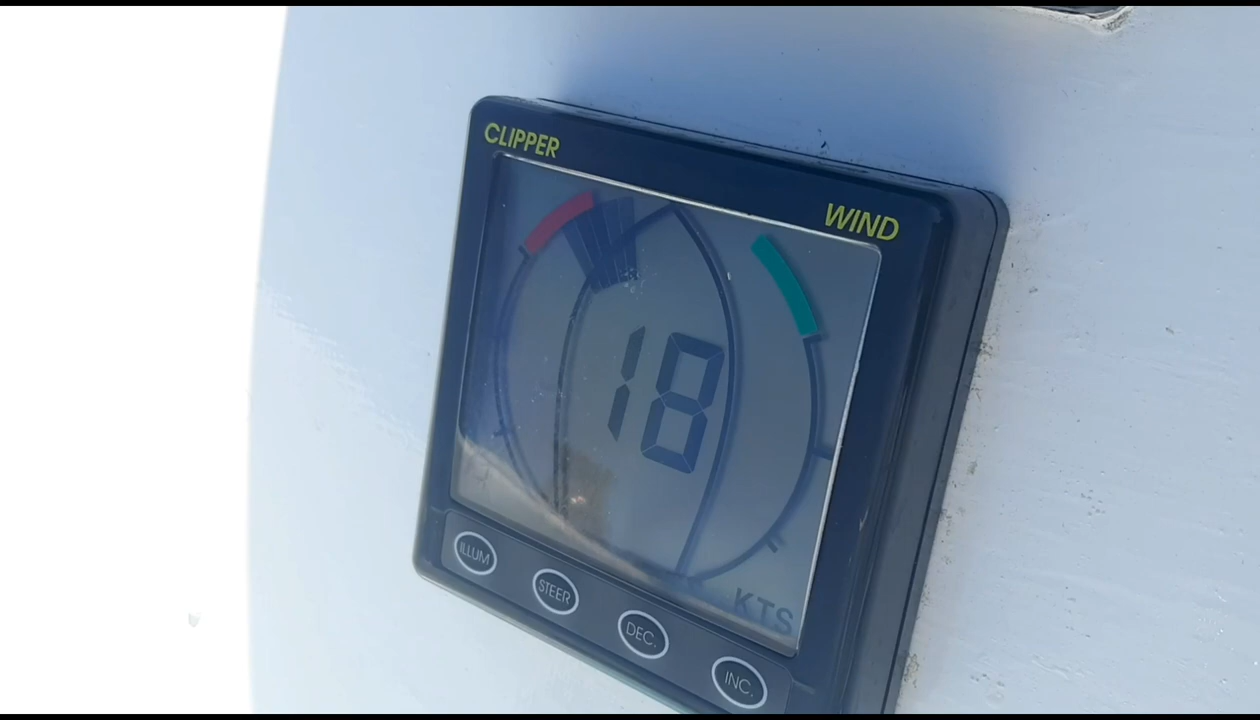 CLIPPER
WIND
18
KTS
ILLUM
STEER
DEC.
INC.